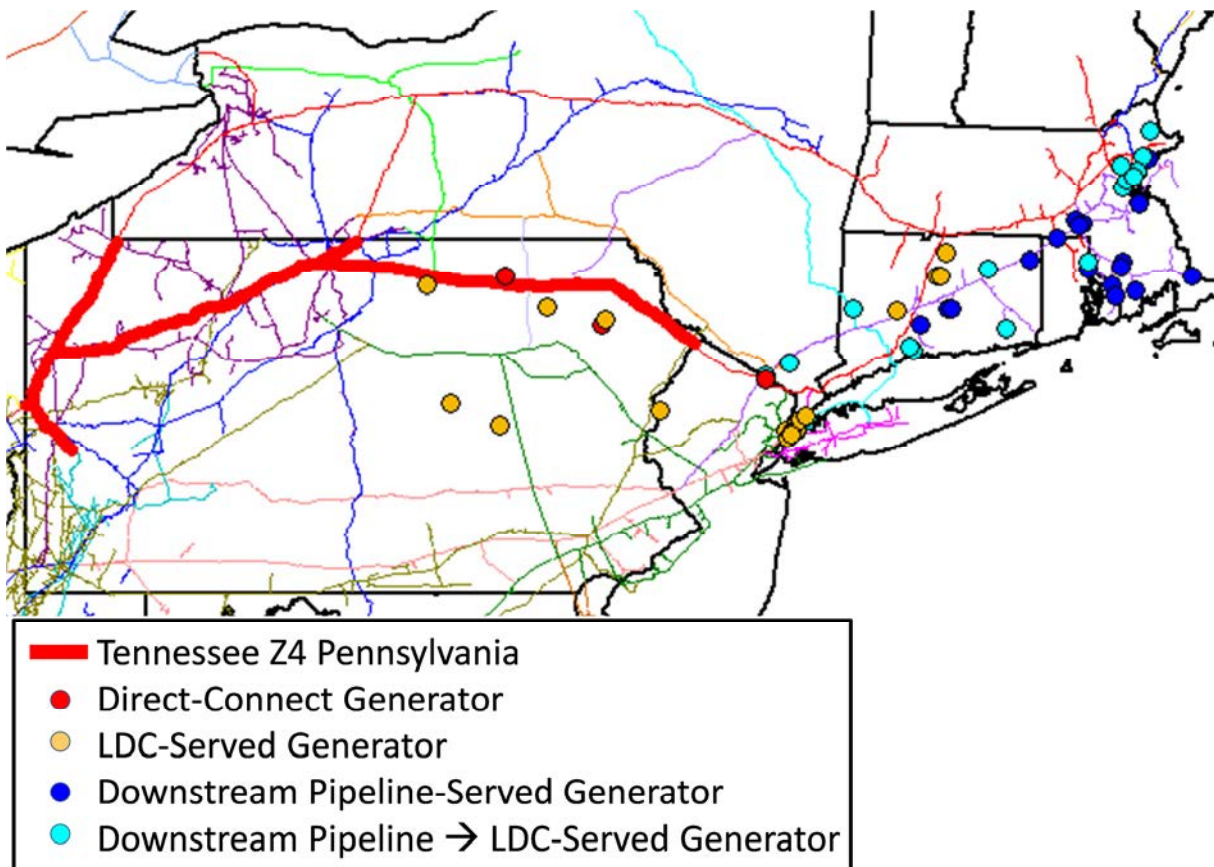 Tennessee Z4 Pennsylvania
Direct-Connect Generator
LDC-Served Generator
Downstream Pipeline-Served Generator
Downstream Pipeline → LDC-Served Generator